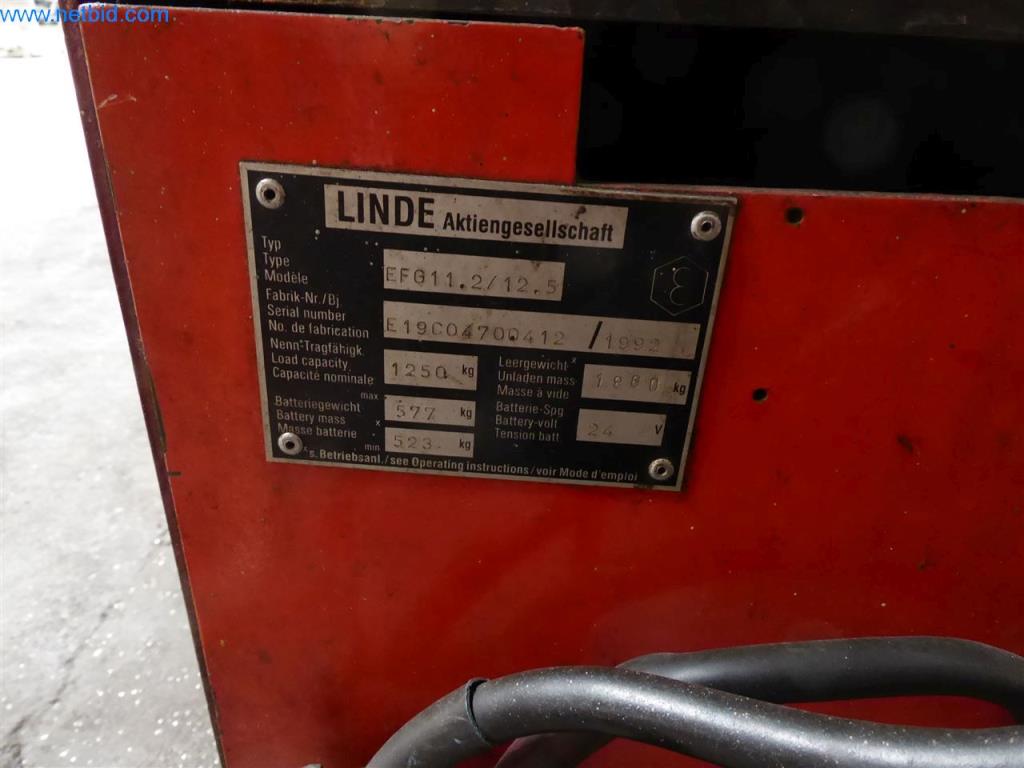 www.netbid.com
LINDE Aktiengesellschaft
Typ
Type
Modèle
EFG11.2/12.5
Fabrik-Nr./Bj.
Serial number
No. de fabrication
E19C04700412 / 1992
Nenn-Tragfähigk.
Load capacity
Capacité nominale
1250 kg
Leergewicht x
Unladen mass
Masse à vide
kg
max
Batteriegewicht
Battery mass x
Masse batterie
min
577 kg
523 kg
Batterie-Spg
Battery-volt
Tension batt.
24 V
x s. Betriebsanl./see Operating instructions/voir Mode d'emploi